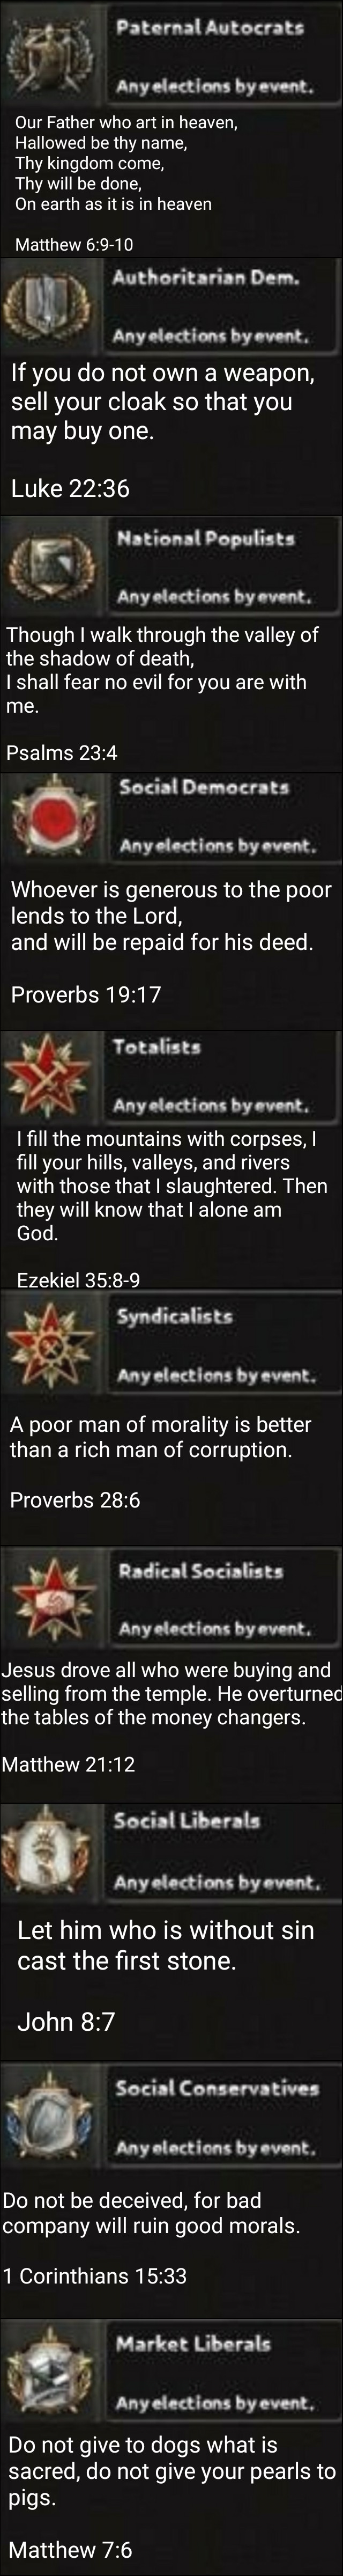 Paternal Autocrats
Any elections by event.
Our Father who art in heaven,
Hallowed be thy name,
Thy kingdom come,
Thy will be done,
On earth as it is in heaven
Matthew 6:9-10
Authoritarian Dem.
Any elections by event.
If you do not own a weapon,
sell your cloak so that you
may buy one.
Luke 22:36
National Populists
Any elections by event.
Though I walk through the valley of
the shadow of death,
I shall fear no evil for you are with
me.
Psalms 23:4
Social Democrats
Any elections by event.
Whoever is generous to the poor
lends to the Lord,
and will be repaid for his deed.
Proverbs 19:17
Totalists
Any elections by event.
I fill the mountains with corpses, I
fill your hills, valleys, and rivers
with those that I slaughtered. Then
they will know that I alone am
God.
Ezekiel 35:8-9
Syndicalists
Any elections by event.
A poor man of morality is better
than a rich man of corruption.
Proverbs 28:6
Radical Socialists
Any elections by event.
Jesus drove all who were buying and
selling from the temple. He overturned
the tables of the money changers.
Matthew 21:12
Social Liberals
Any elections by event.
Let him who is without sin
cast the first stone.
John 8:7
Social Conservatives
Any elections by event.
Do not be deceived, for bad
company will ruin good morals.
1 Corinthians 15:33
Market Liberals
Any elections by event.
Do not give to dogs what is
sacred, do not give your pearls to
pigs.
Matthew 7:6